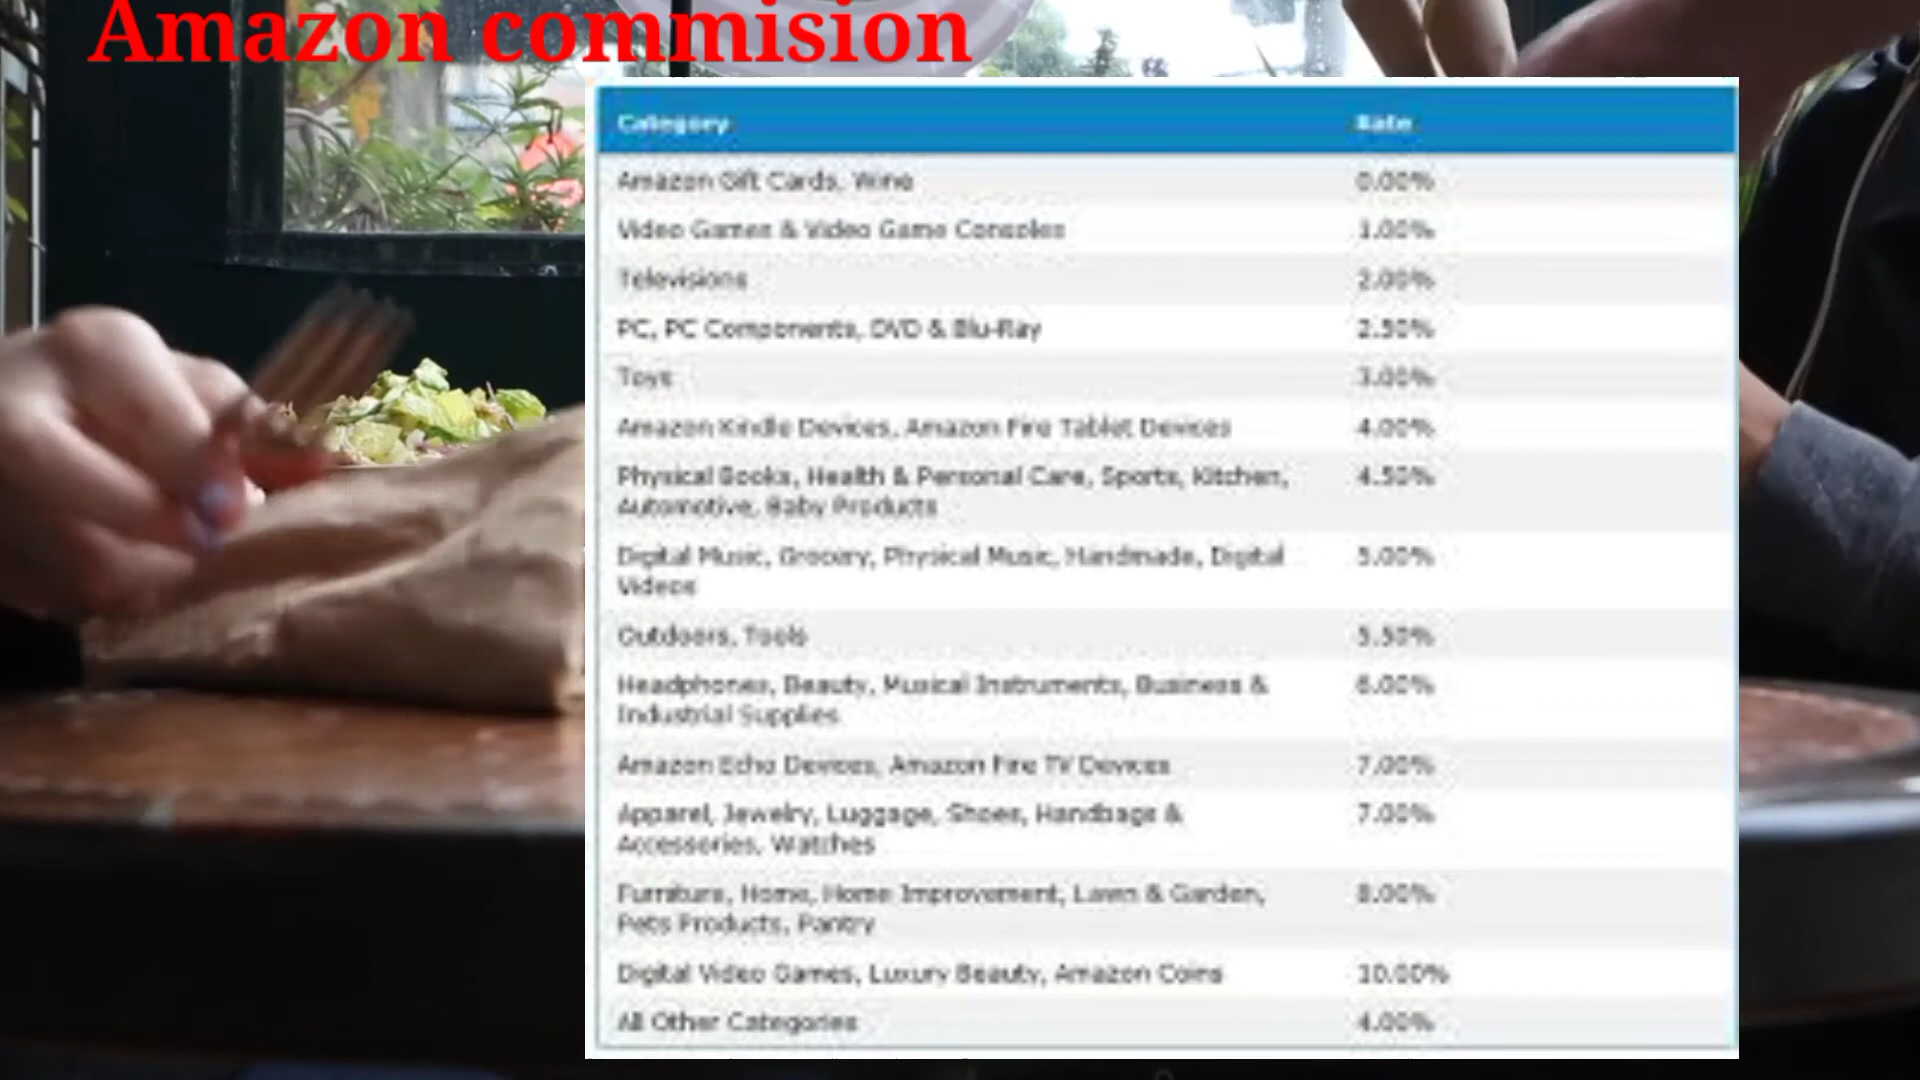 Amazon commision
Category Rate
Amazon Gift Cards, Wine 0.00%
Video Games & Video Game Consoles 1.00%
Televisions 2.00%
PC, PC Components, DVD & Blu-Ray 2.50%
Toys 3.00%
Amazon Kindle Devices, Amazon Fire Tablet Devices 4.00%
Physical Books, Health & Personal Care, Sports, Kitchen, 4.50%
Automotive, Baby Products
Digital Music, Grocery, Physical Music, Handmade, Digital 5.00%
Videos
Outdoors, Tools 5.50%
Headphones, Beauty, Musical Instruments, Business & 6.00%
Industrial Supplies
Amazon Echo Devices, Amazon Fire TV Devices 7.00%
Apparel, Jewelry, Luggage, Shoes, Handbags & 7.00%
Accessories, Watches
Furniture, Home, Home Improvement, Lawn & Garden, 8.00%
Pets Products, Pantry
Digital Video Games, Luxury Beauty, Amazon Coins 10.00%
All Other Categories 4.00%